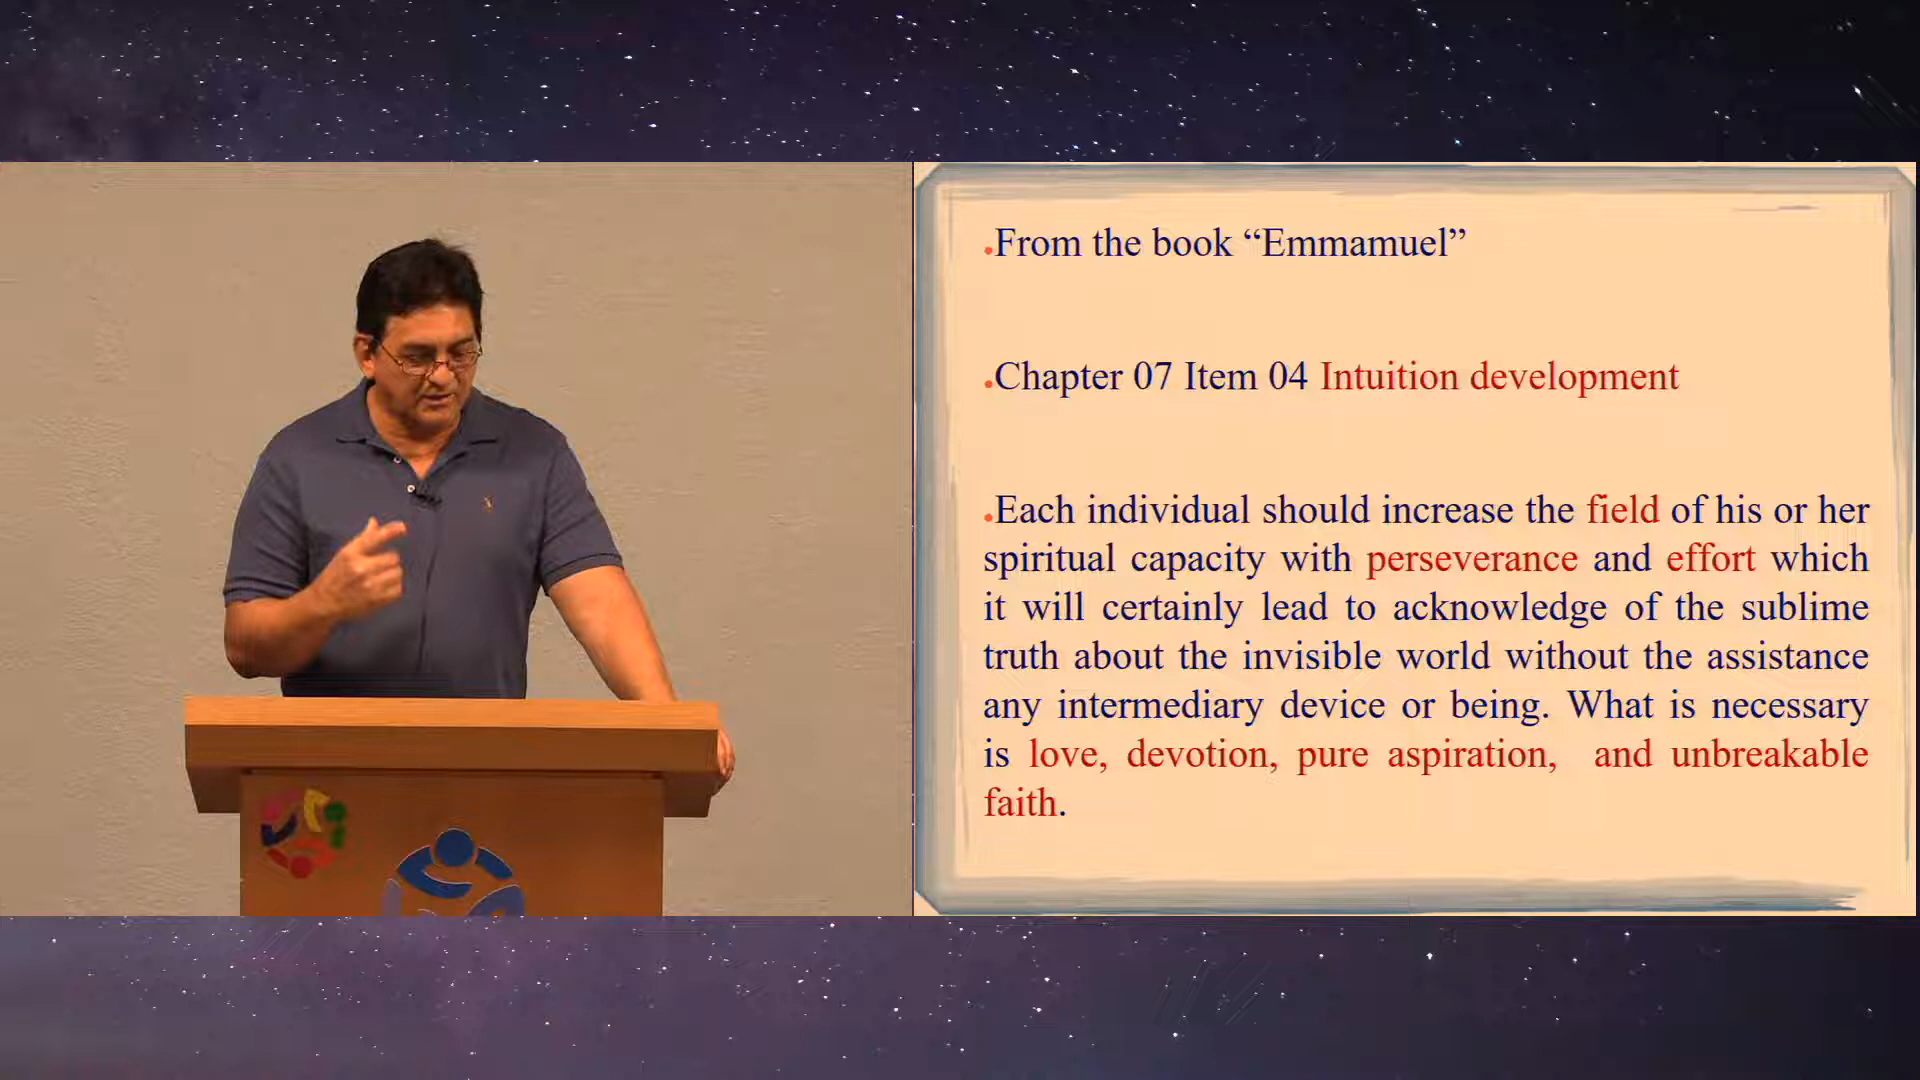 From the book “Emmamuel”
Chapter 07 Item 04 Intuition development
Each individual should increase the field of his or her
spiritual capacity with perseverance and effort which
it will certainly lead to acknowledge of the sublime
truth about the invisible world without the assistance
any intermediary device or being. What is necessary
is love, devotion, pure aspiration, and unbreakable
faith.